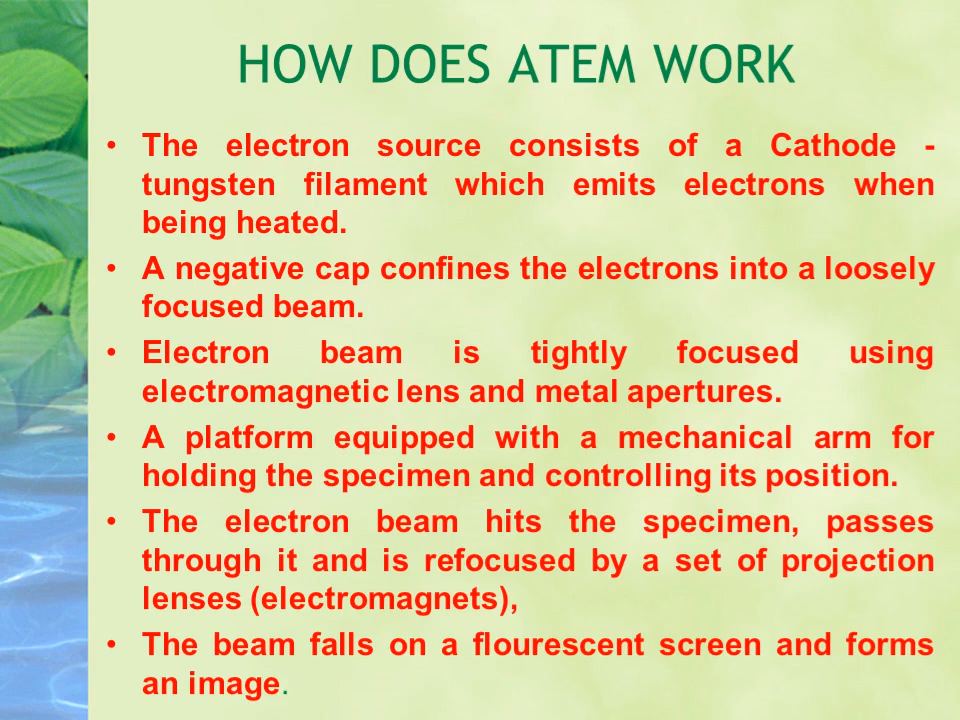 HOW DOES ATEM WORK
• The electron source consists of a Cathode -
tungsten filament which emits electrons when
being heated.
• A negative cap confines the electrons into a loosely
focused beam.
• Electron beam is tightly focused using
electromagnetic lens and metal apertures.
• A platform equipped with a mechanical arm for
holding the specimen and controlling its position.
• The electron beam hits the specimen, passes
through it and is refocused by a set of projection
lenses (electromagnets),
• The beam falls on a flourescent screen and forms
an image.